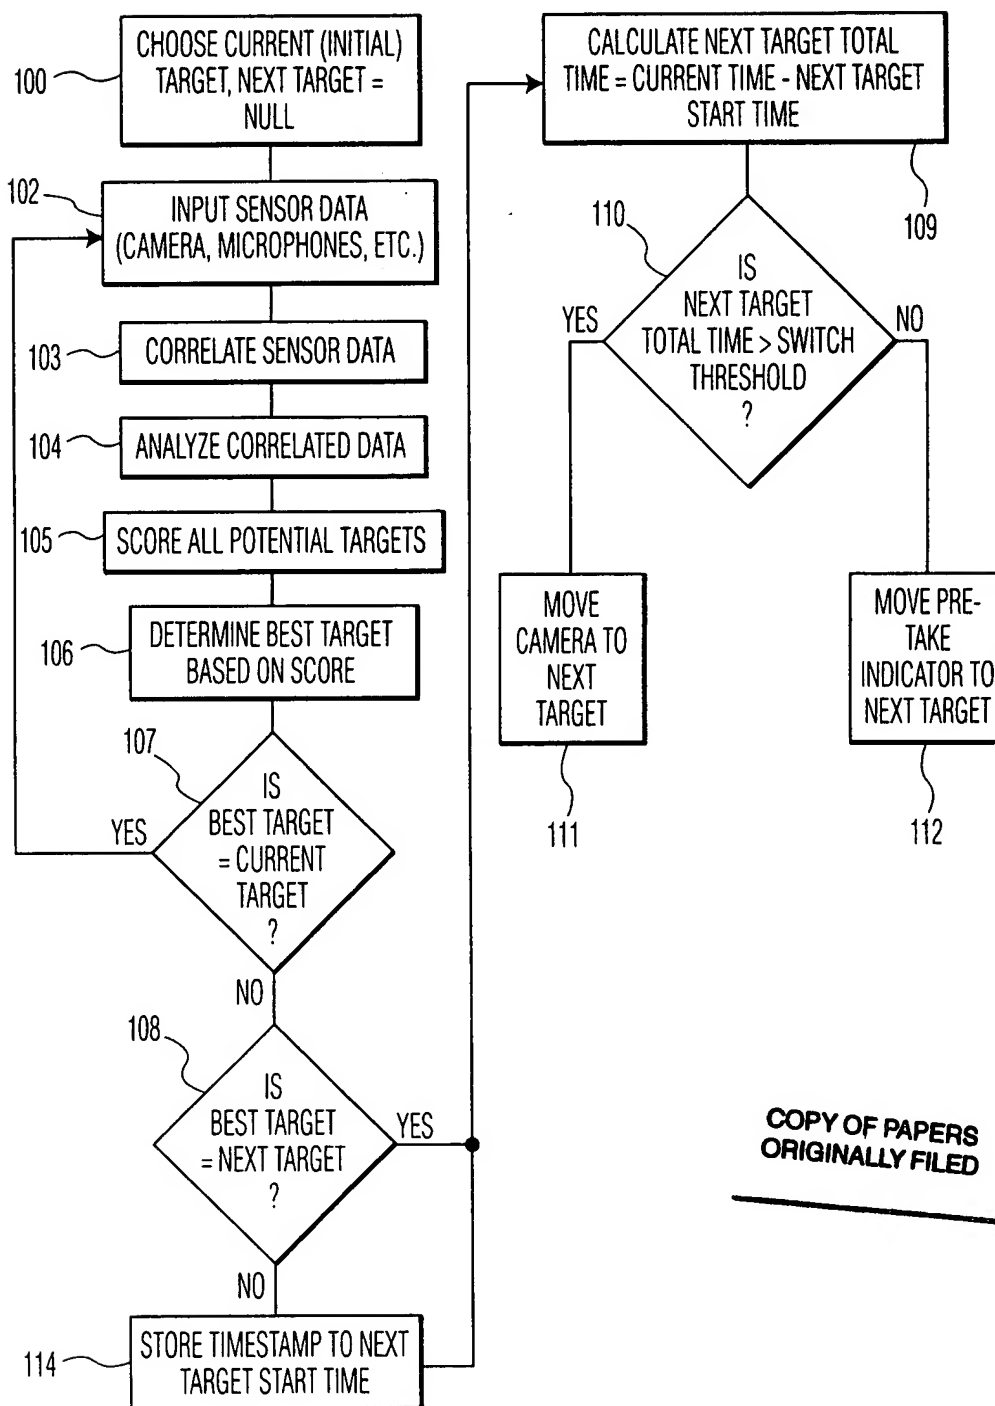 100
CHOOSE CURRENT (INITIAL)
TARGET, NEXT TARGET =
NULL
102
INPUT SENSOR DATA
(CAMERA, MICROPHONES, ETC.)
103
CORRELATE SENSOR DATA
104
ANALYZE CORRELATED DATA
105
SCORE ALL POTENTIAL TARGETS
106
DETERMINE BEST TARGET
BASED ON SCORE
107
IS
BEST TARGET
= CURRENT
TARGET
?
YES
NO
108
IS
BEST TARGET
= NEXT TARGET
?
YES
NO
114
STORE TIMESTAMP TO NEXT
TARGET START TIME
CALCULATE NEXT TARGET TOTAL
TIME = CURRENT TIME - NEXT TARGET
START TIME
109
110
IS
NEXT TARGET
TOTAL TIME > SWITCH
THRESHOLD
?
YES
NO
MOVE
CAMERA TO
NEXT
TARGET
111
MOVE PRE-
TAKE
INDICATOR TO
NEXT TARGET
112
COPY OF PAPERS
ORIGINALLY FILED